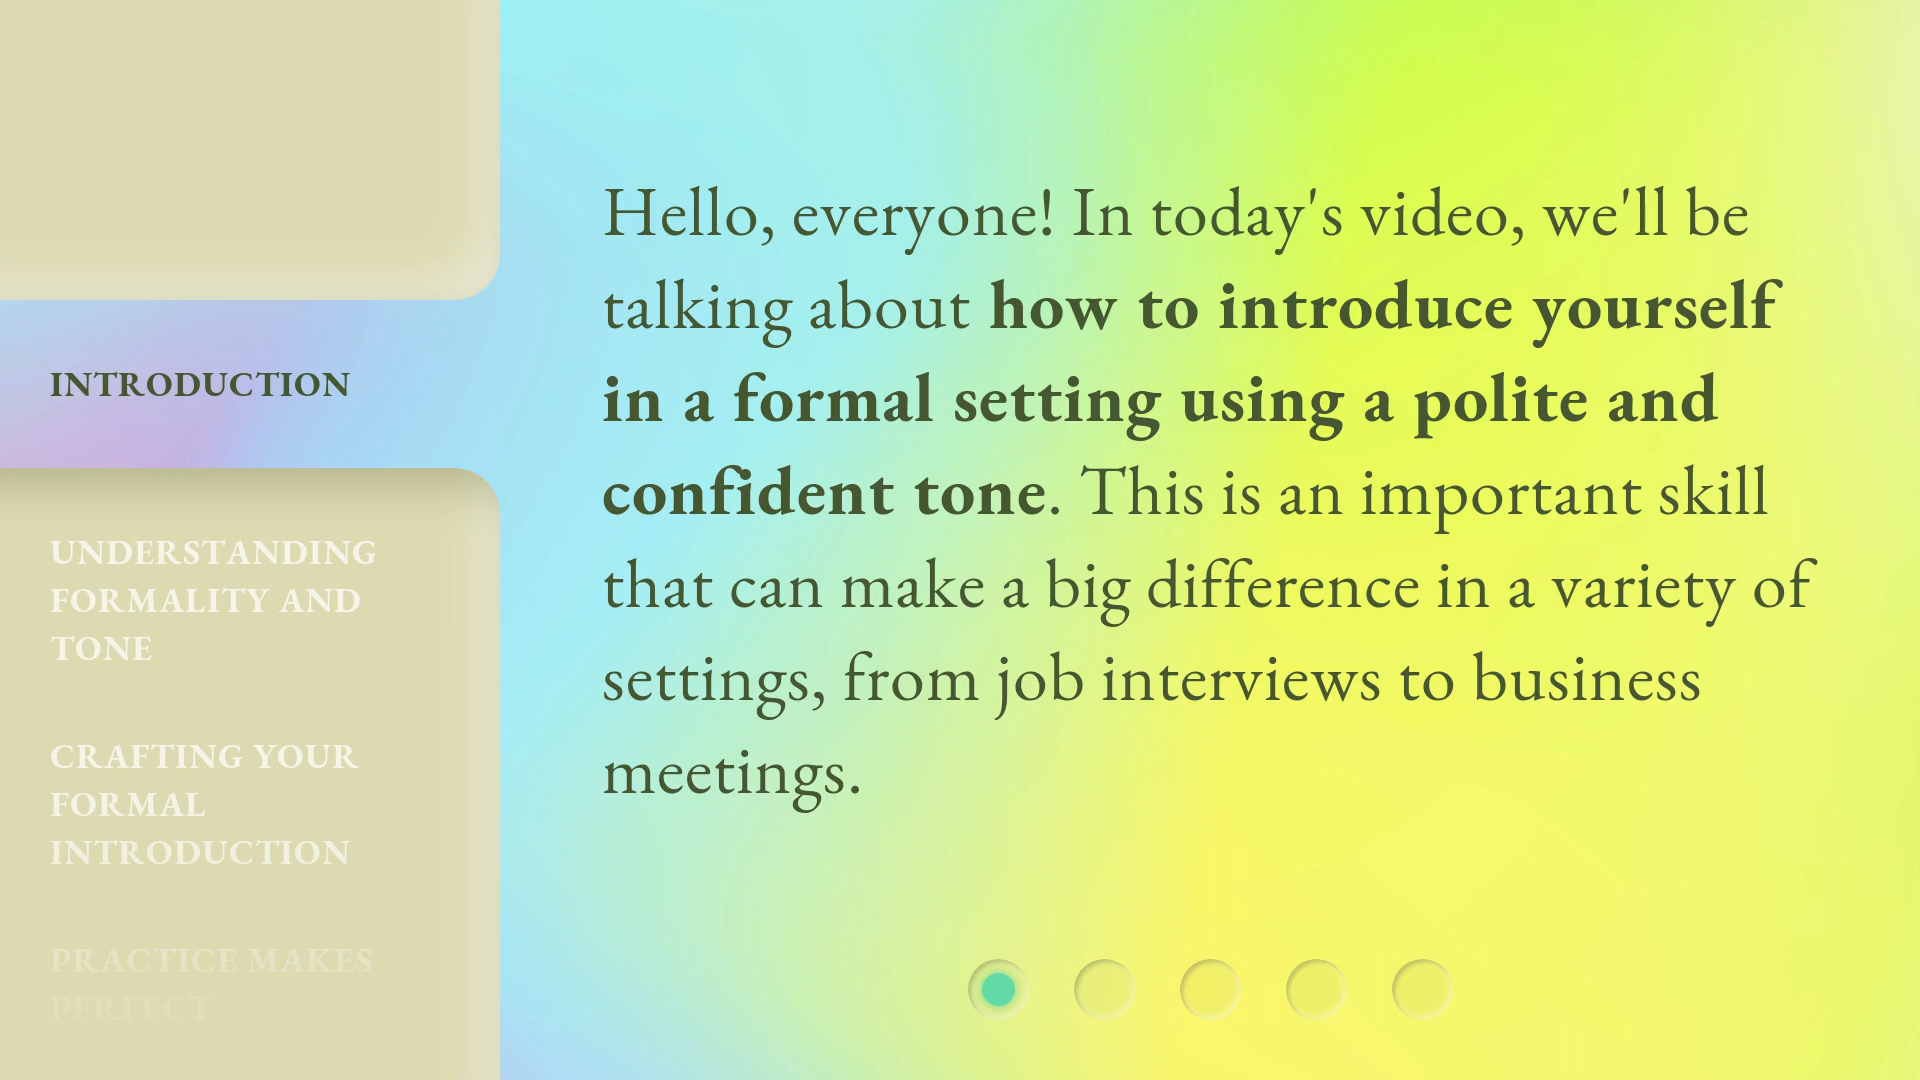 INTRODUCTION
UNDERSTANDING
FORMALITY AND
TONE
CRAFTING YOUR
FORMAL
INTRODUCTION
PRACTICE MAKES
PERFECT
Hello, everyone! In today's video, we'll be
talking about how to introduce yourself
in a formal setting using a polite and
confident tone. This is an important skill
that can make a big difference in a variety of
settings, from job interviews to business
meetings.